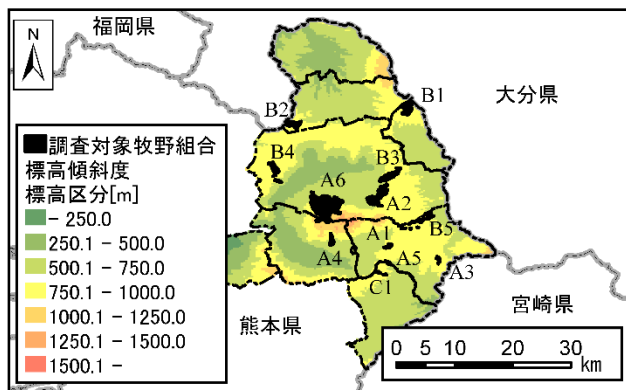 福岡県
N
大分県
B2
B1
調査対象牧野組合
標高傾斜度
標高区分[m]
- 250.0
250.1 - 500.0
500.1 - 750.0
750.1 - 1000.0
1000.1 - 1250.0
1250.1 - 1500.0
1500.1 -
B4
B3
A6
A2
A1
B5
A4
A5
A3
C1
熊本県
宮崎県
0 5 10 20 30
km